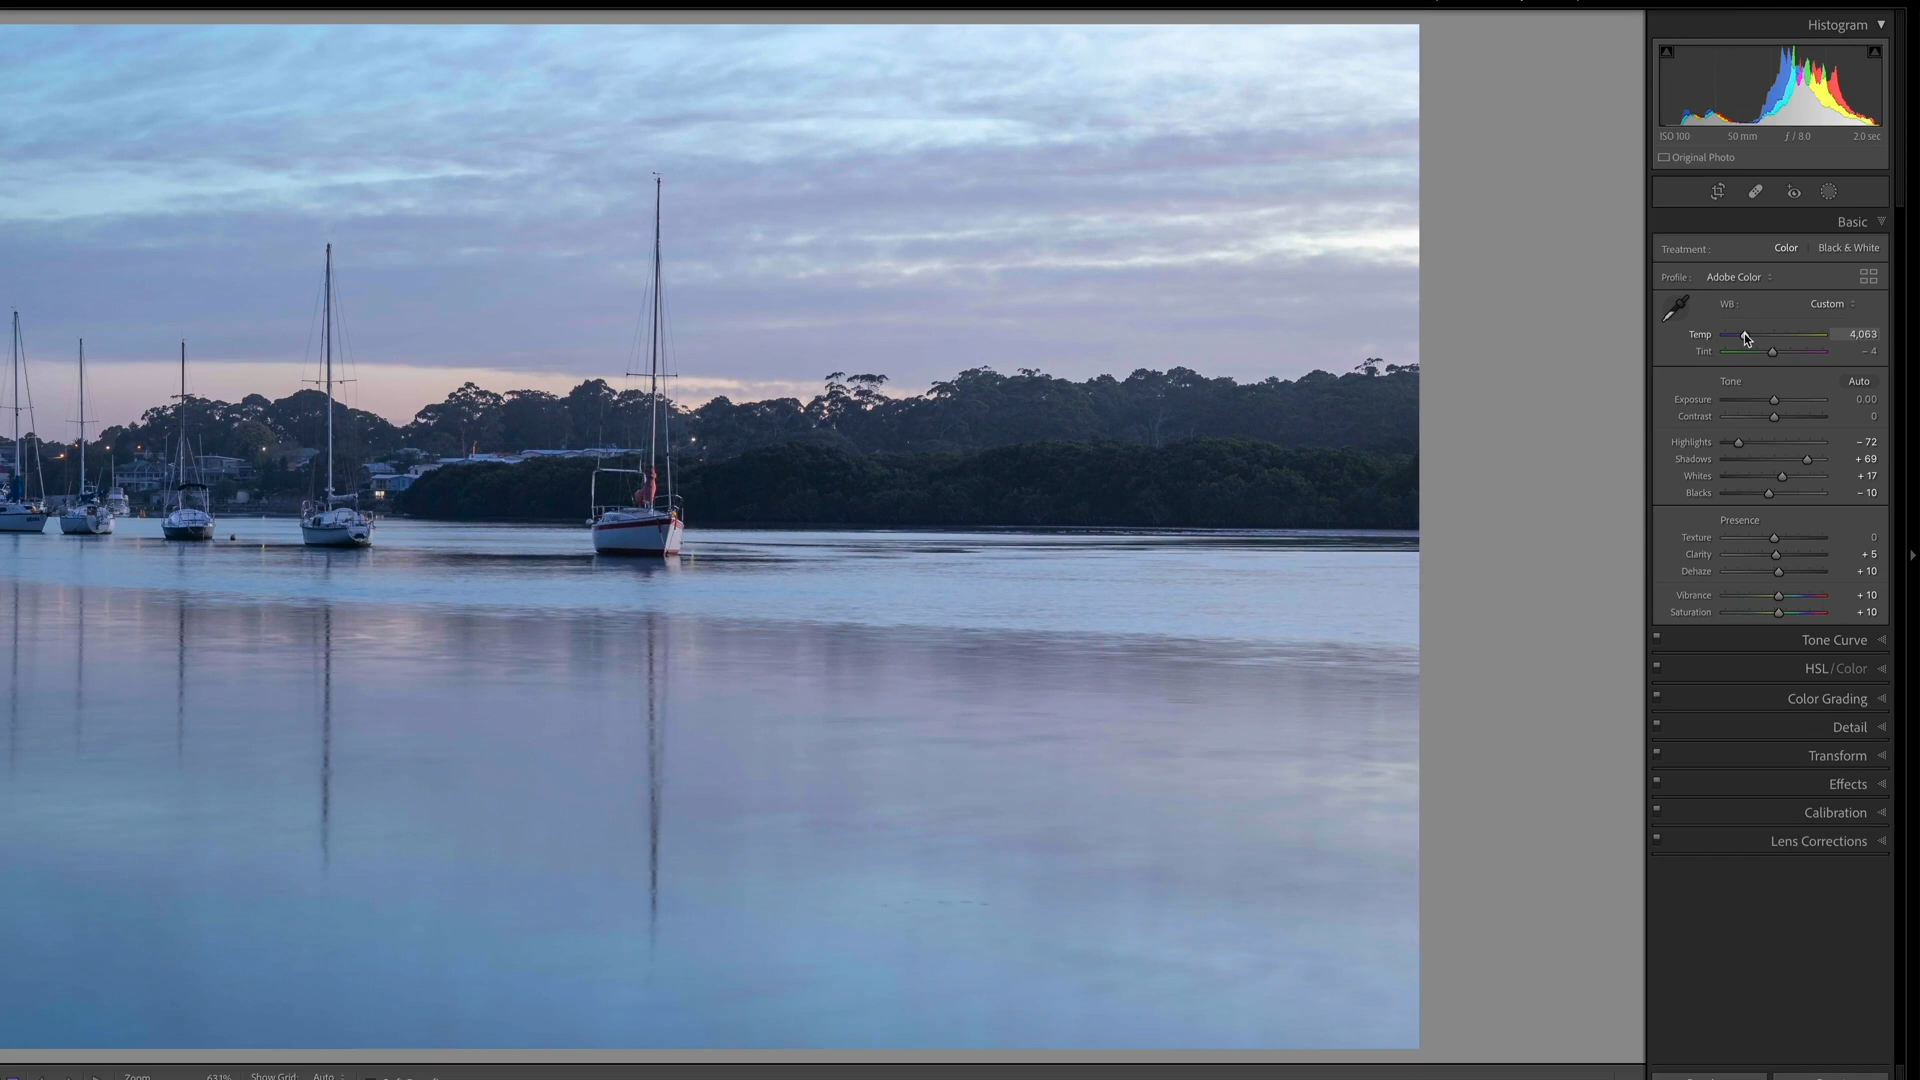 Histogram
ISO 100 50 mm ƒ / 8.0 2.0 sec
Original Photo
Basic
Treatment : Color Black & White
Profile : Adobe Color
WB : Custom
Temp 4,063
Tint – 4
Tone Auto
Exposure 0.00
Contrast 0
Highlights – 72
Shadows + 69
Whites + 17
Blacks – 10
Presence
Texture 0
Clarity + 5
Dehaze + 10
Vibrance + 10
Saturation + 10
Tone Curve
HSL / Color
Color Grading
Detail
Transform
Effects
Calibration
Lens Corrections
Zoom 63.1% Show Grid: Auto